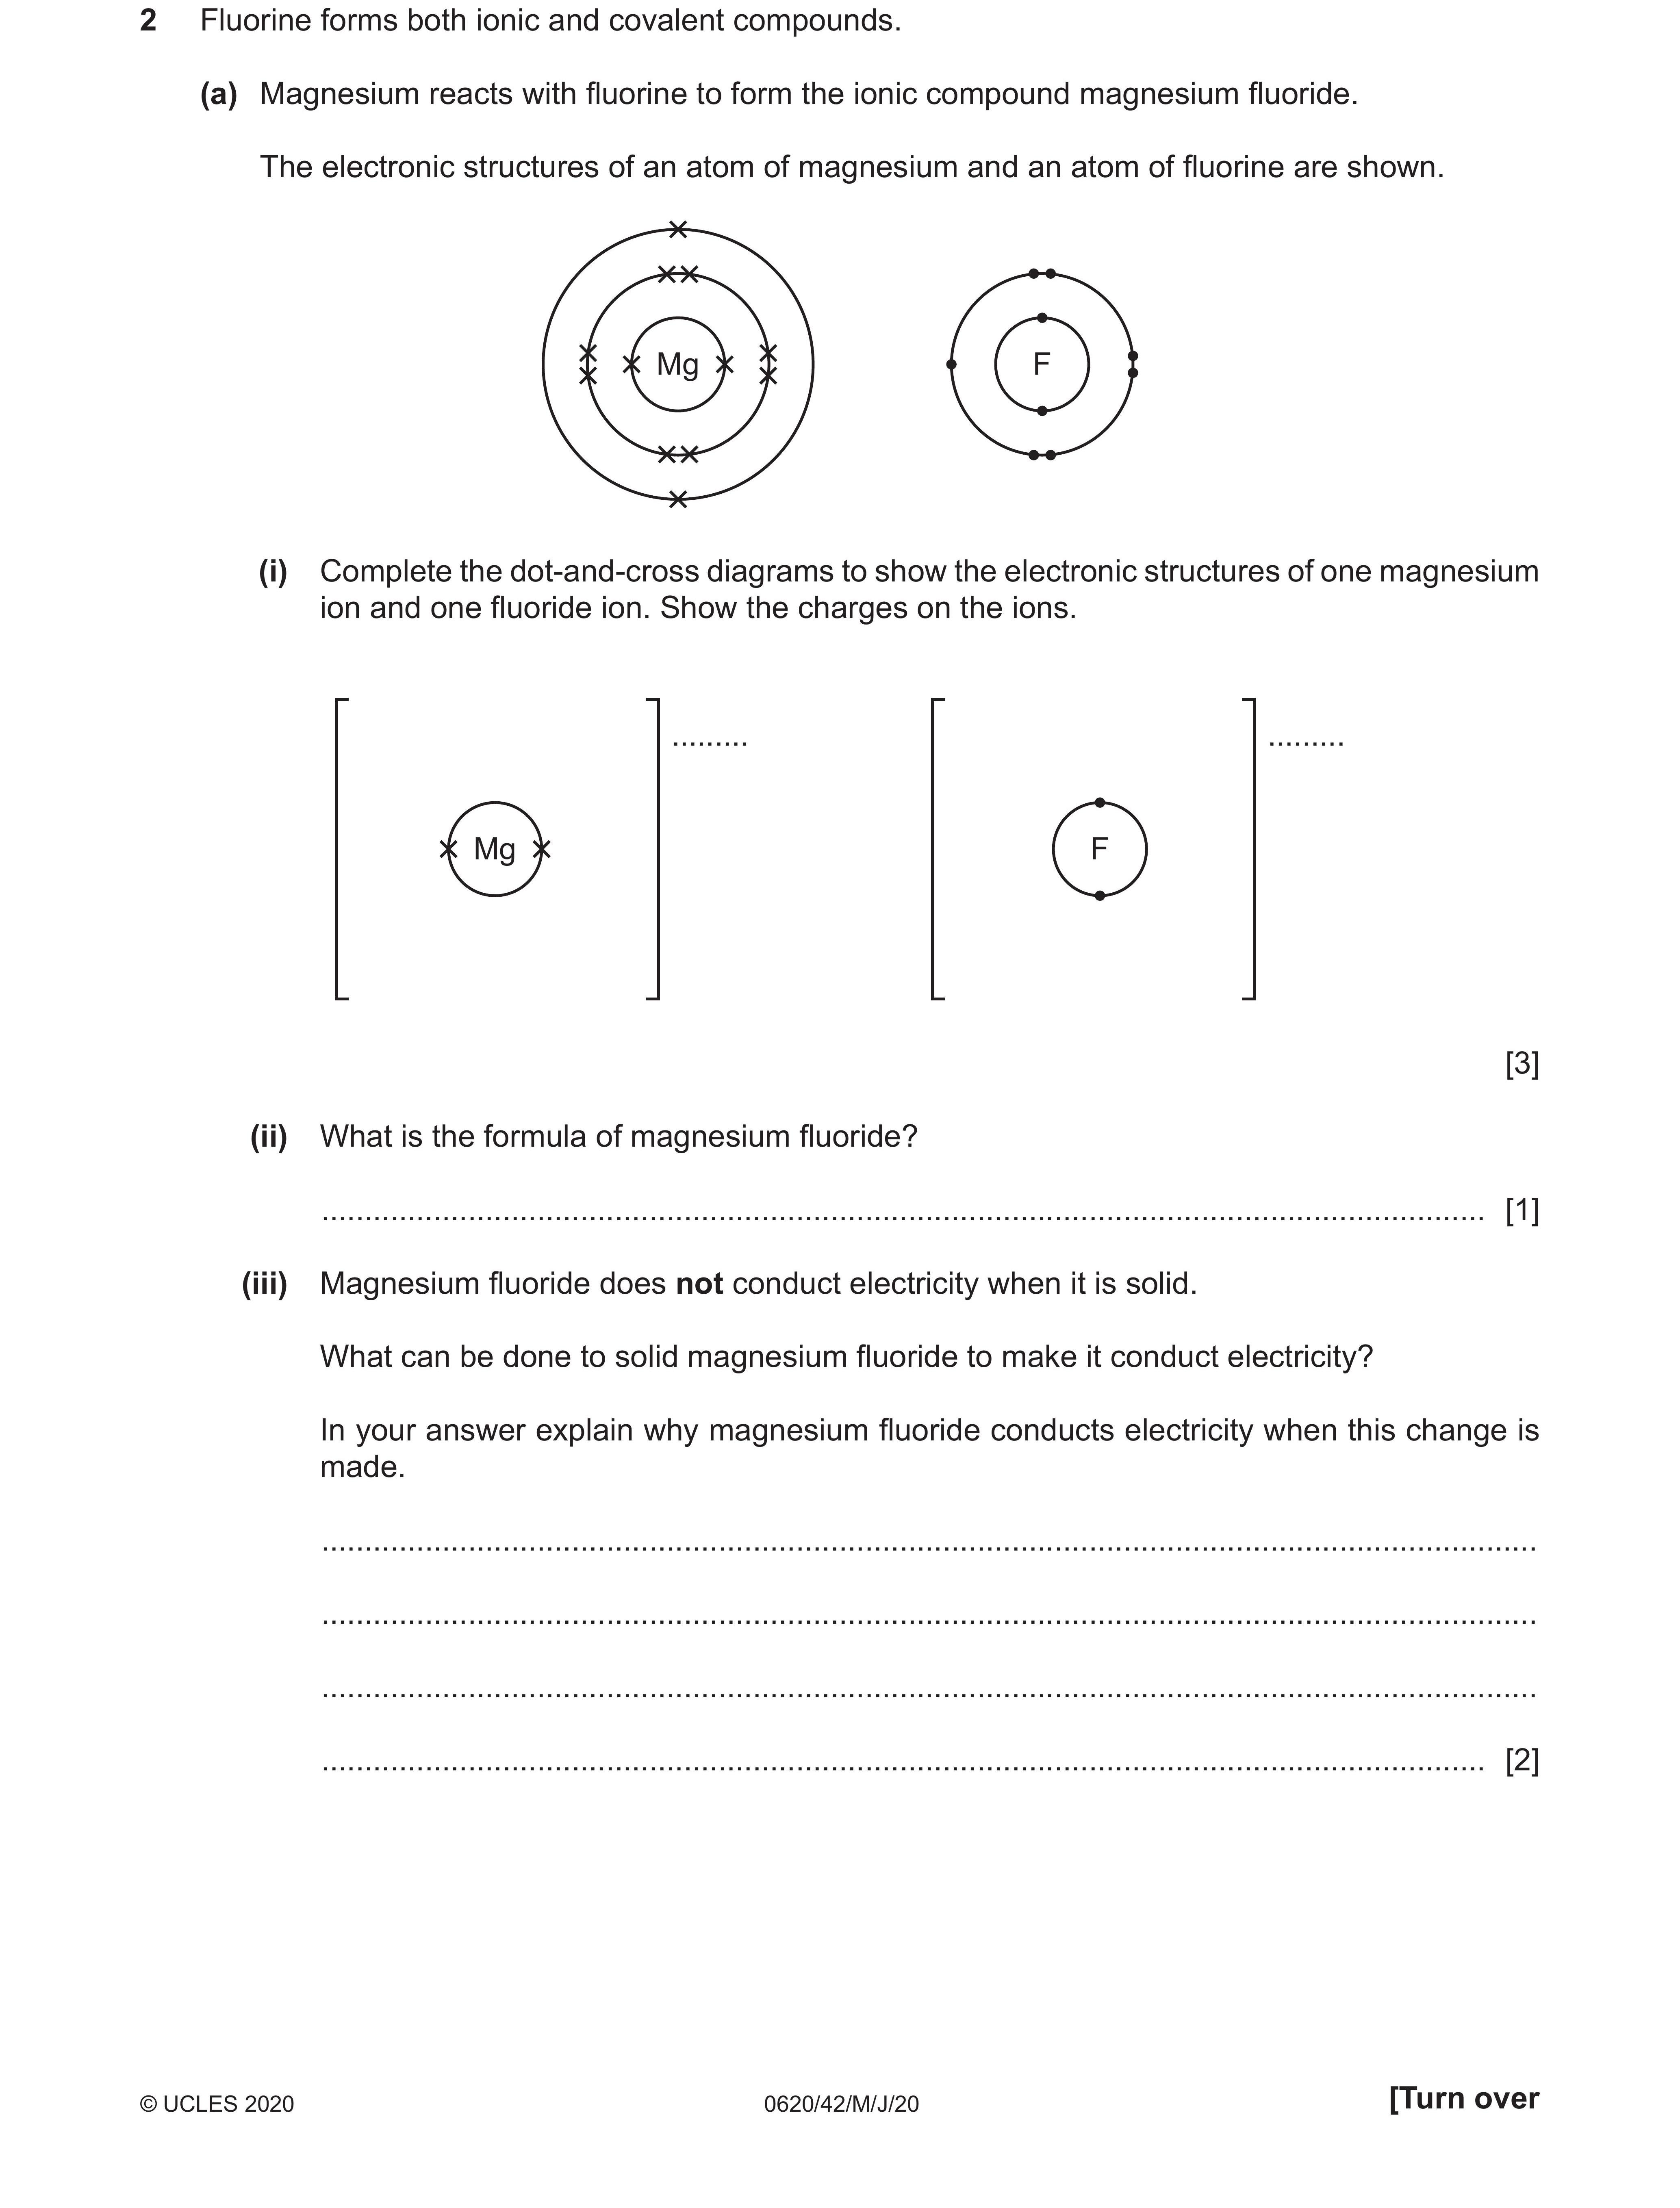 2 Fluorine forms both ionic and covalent compounds.
(a) Magnesium reacts with fluorine to form the ionic compound magnesium fluoride.
The electronic structures of an atom of magnesium and an atom of fluorine are shown.
Mg F
(i) Complete the dot-and-cross diagrams to show the electronic structures of one magnesium
ion and one fluoride ion. Show the charges on the ions.
.........
.........
Mg F
[3]
(ii) What is the formula of magnesium fluoride?
.......................................................................................................................................... [1]
(iii) Magnesium fluoride does not conduct electricity when it is solid.
What can be done to solid magnesium fluoride to make it conduct electricity?
In your answer explain why magnesium fluoride conducts electricity when this change is
made.
................................................................................................................................................
................................................................................................................................................
................................................................................................................................................
.......................................................................................................................................... [2]
© UCLES 2020 0620/42/M/J/20 [Turn over